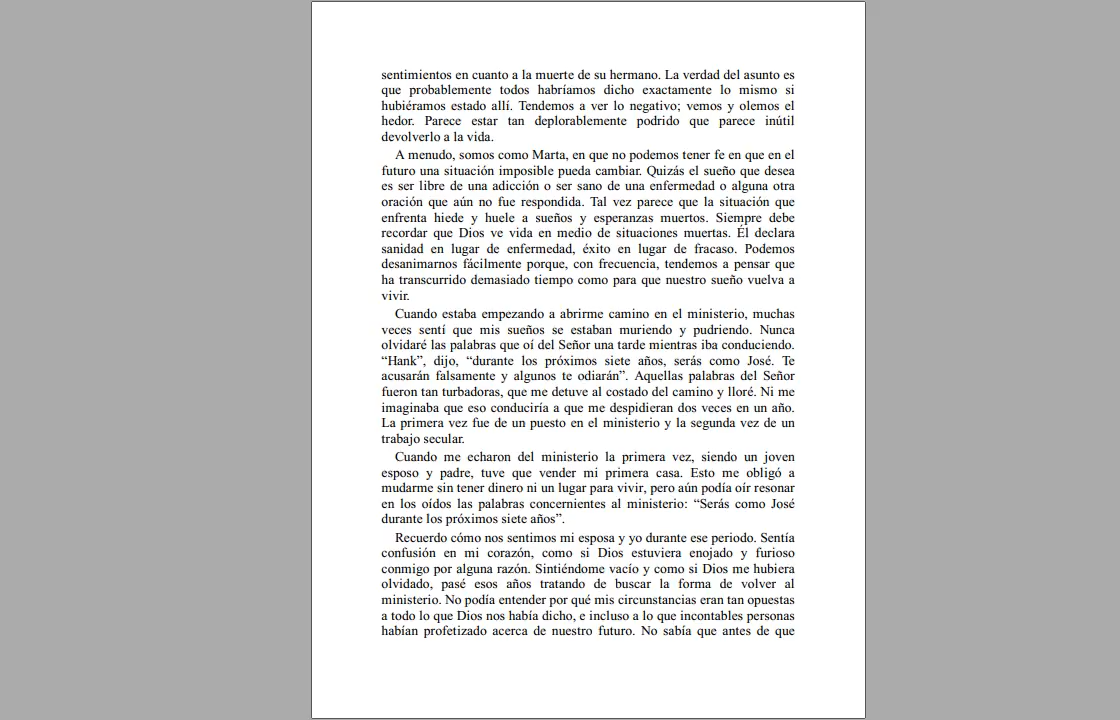 sentimientos en cuanto a la muerte de su hermano. La verdad del asunto es
que probablemente todos habríamos dicho exactamente lo mismo si
hubiéramos estado allí. Tendemos a ver lo negativo; vemos y olemos el
hedor. Parece estar tan deplorablemente podrido que parece inútil
devolverlo a la vida.
A menudo, somos como Marta, en que no podemos tener fe en que en el
futuro una situación imposible pueda cambiar. Quizás el sueño que desea
es ser libre de una adicción o ser sano de una enfermedad o alguna otra
oración que aún no fue respondida. Tal vez parece que la situación que
enfrenta hiede y huele a sueños y esperanzas muertos. Siempre debe
recordar que Dios ve vida en medio de situaciones muertas. Él declara
sanidad en lugar de enfermedad, éxito en lugar de fracaso. Podemos
desanimarnos fácilmente porque, con frecuencia, tendemos a pensar que
ha transcurrido demasiado tiempo como para que nuestro sueño vuelva a
vivir.
Cuando estaba empezando a abrirme camino en el ministerio, muchas
veces sentí que mis sueños se estaban muriendo y pudriendo. Nunca
olvidaré las palabras que oí del Señor una tarde mientras iba conduciendo.
“Hank”, dijo, “durante los próximos siete años, serás como José. Te
acusarán falsamente y algunos te odiarán”. Aquellas palabras del Señor
fueron tan turbadoras, que me detuve al costado del camino y lloré. Ni me
imaginaba que eso conduciría a que me despidieran dos veces en un año.
La primera vez fue de un puesto en el ministerio y la segunda vez de un
trabajo secular.
Cuando me echaron del ministerio la primera vez, siendo un joven
esposo y padre, tuve que vender mi primera casa. Esto me obligó a
mudarme sin tener dinero ni un lugar para vivir, pero aún podía oír resonar
en los oídos las palabras concernientes al ministerio: “Serás como José
durante los próximos siete años”.
Recuerdo cómo nos sentimos mi esposa y yo durante ese periodo. Sentía
confusión en mi corazón, como si Dios estuviera enojado y furioso
conmigo por alguna razón. Sintiéndome vacío y como si Dios me hubiera
olvidado, pasé esos años tratando de buscar la forma de volver al
ministerio. No podía entender por qué mis circunstancias eran tan opuestas
a todo lo que Dios nos había dicho, e incluso a lo que incontables personas
habían profetizado acerca de nuestro futuro. No sabía que antes de que